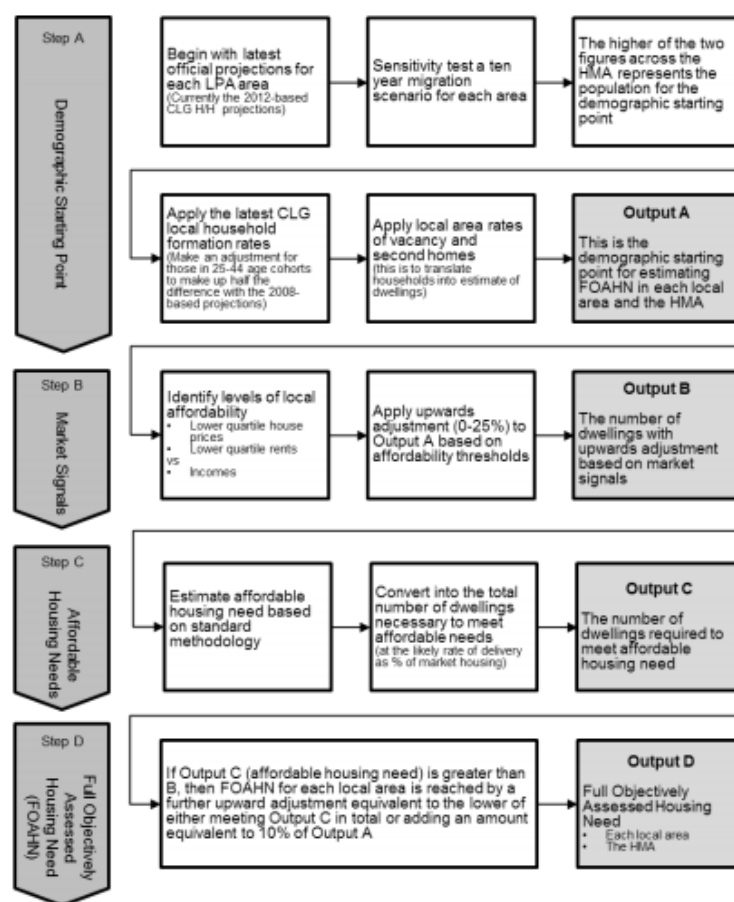 Step A
Demographic Starting Point
Begin with latest
official projections for
each LPA area
(Currently the 2012-based
CLG H/H projections)
Sensitivity test a ten
year migration
scenario for each area
The higher of the two
figures across the
HMA represents the
population for the
demographic starting
point
Apply the latest CLG
local household
formation rates
(Make an adjustment for
those in 25-44 age cohorts
to make up half the
difference with the 2008-
based projections)
Apply local area rates
of vacancy and
second homes
(this is to translate
households into estimate of
dwellings)
Output A
This is the
demographic starting
point for estimating
FOAHN in each local
area and the HMA
Step B
Market Signals
Identify levels of local
affordability
• Lower quartile house
prices
• Lower quartile rents
vs
• Incomes
Apply upwards
adjustment (0-25%) to
Output A based on
affordability thresholds
Output B
The number of
dwellings with
upwards adjustment
based on market
signals
Step C
Affordable
Housing Needs
Estimate affordable
housing need based
on standard
methodology
Convert into the total
number of dwellings
necessary to meet
affordable needs
(at the likely rate of delivery
as % of market housing)
Output C
The number of
dwellings required to
meet affordable
housing need
Step D
Full Objectively
Assessed
Housing Need
(FOAHN)
If Output C (affordable housing need) is greater than
B, then FOAHN for each local area is reached by a
further upward adjustment equivalent to the lower of
either meeting Output C in total or adding an amount
equivalent to 10% of Output A
Output D
Full Objectively
Assessed Housing
Need
• Each local area
• The HMA